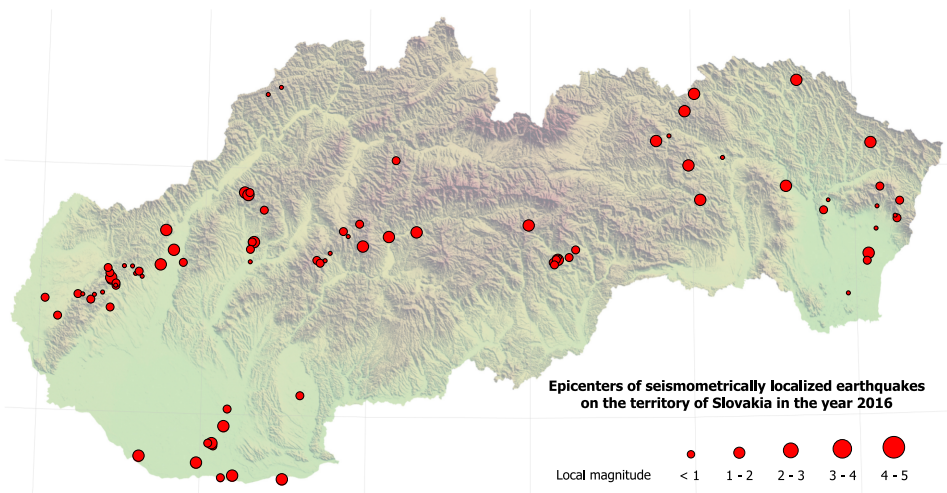 Epicenters of seismometrically localized earthquakes
on the territory of Slovakia in the year 2016
Local magnitude < 1 1 - 2 2 - 3 3 - 4 4 - 5